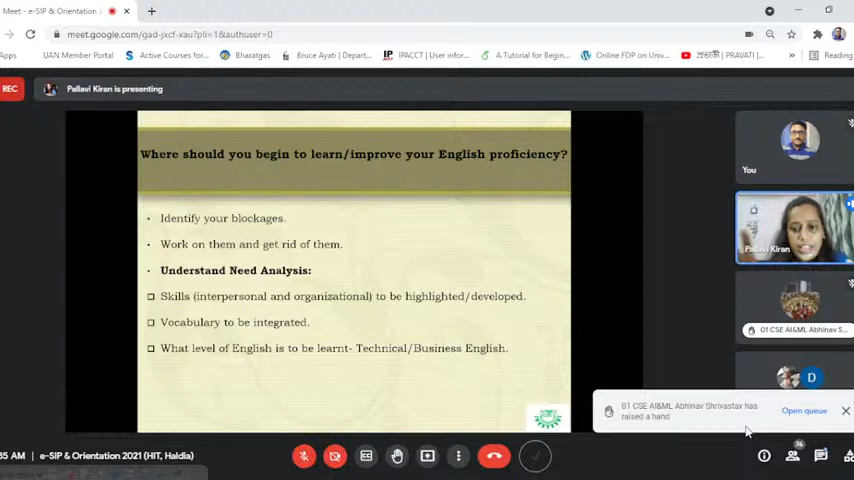 Meet - e-SIP & Orientation
meet.google.com/gad-jxcf-xau?pli=1&authuser=0
Apps
UAN Member Portal
Active Courses for...
Bharatgas
Bruce Ayati | Depart...
IPACCT | User infor...
A Tutorial for Begin...
Online FDP on Univ...
| PRAVATI |...
Reading
REC
Pallavi Kiran is presenting
Where should you begin to learn/improve your English proficiency?
Identify your blockages.
Work on them and get rid of them.
Understand Need Analysis:
Skills (interpersonal and organizational) to be highlighted/developed.
Vocabulary to be integrated.
What level of English is to be learnt- Technical/Business English.
You
Pallavi Kiran
01 CSE AI&ML Abhinav S...
D
01 CSE AI&ML Abhinav Shrivastav has
raised a hand
Open queue
76
35 AM | e-SIP & Orientation 2021 (HIT, Haldia)